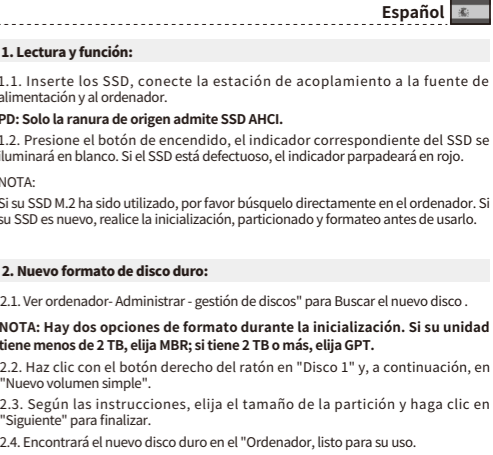 Español
1. Lectura y función:
1.1. Inserte los SSD, conecte la estación de acoplamiento a la fuente de
alimentación y al ordenador.
PD: Solo la ranura de origen admite SSD AHCI.
1.2. Presione el botón de encendido, el indicador correspondiente del SSD se
iluminará en blanco. Si el SSD está defectuoso, el indicador parpadeará en rojo.
NOTA:
Si su SSD M.2 ha sido utilizado, por favor búsquelo directamente en el ordenador. Si
su SSD es nuevo, realice la inicialización, particionado y formateo antes de usarlo.
2. Nuevo formato de disco duro:
2.1. Ver ordenador- Administrar - gestión de discos" para Buscar el nuevo disco .
NOTA: Hay dos opciones de formato durante la inicialización. Si su unidad
tiene menos de 2 TB, elija MBR; si tiene 2 TB o más, elija GPT.
2.2. Haz clic con el botón derecho del ratón en "Disco 1" y, a continuación, en
"Nuevo volumen simple".
2.3. Según las instrucciones, elija el tamaño de la partición y haga clic en
"Siguiente" para finalizar.
2.4. Encontrará el nuevo disco duro en el "Ordenador, listo para su uso.